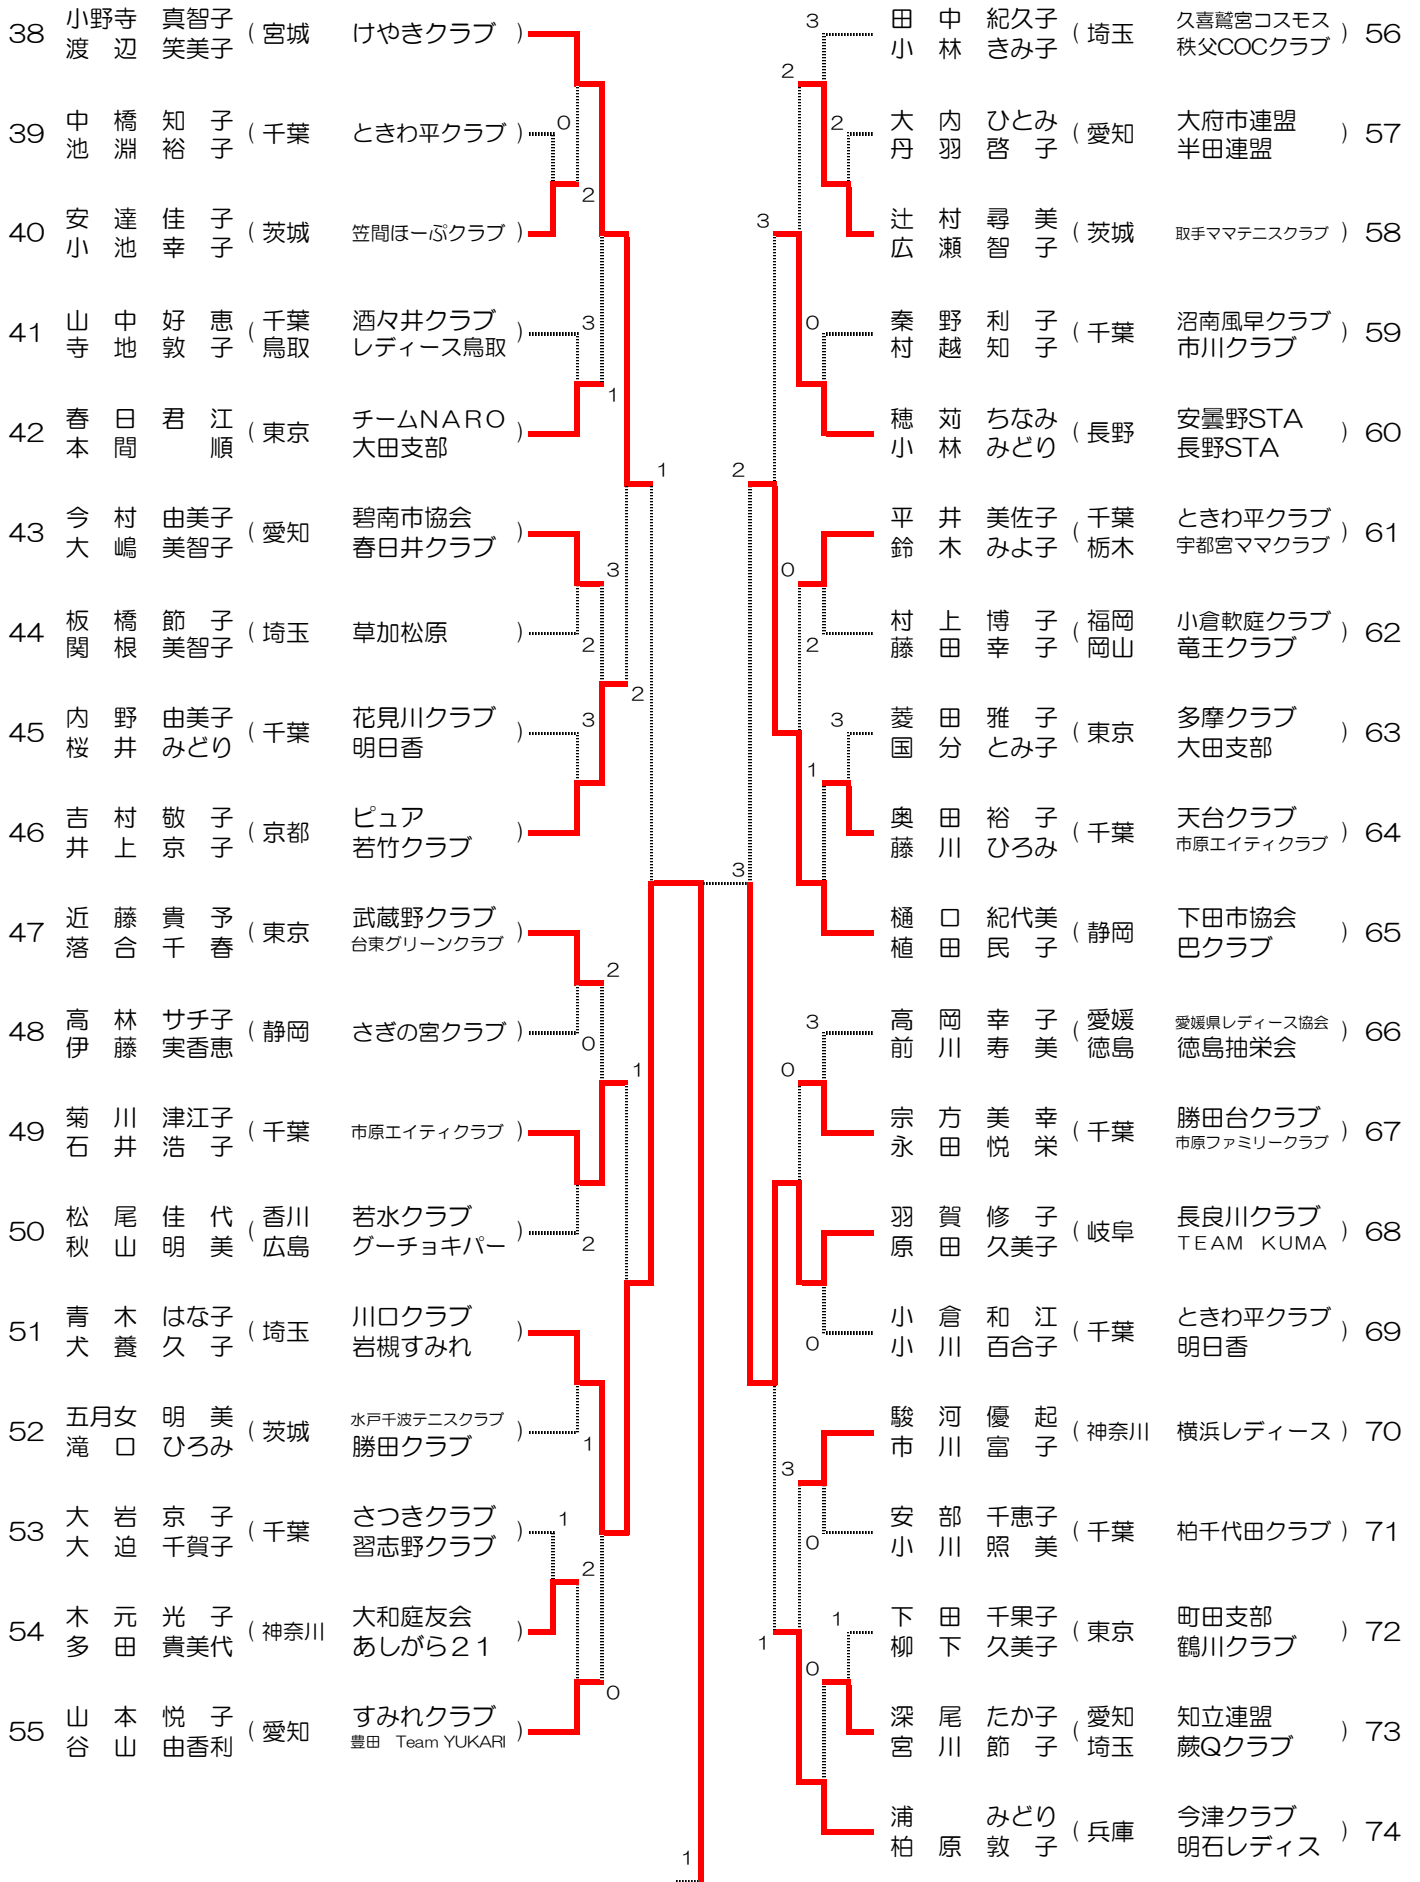 38 小野寺 真智子 (宮城 けやきクラブ)
渡辺 笑美子
39 中橋知子 (千葉 ときわ平クラブ)
池淵裕子
40 安達佳子 (茨城 笠間ほーぷクラブ)
小池幸子
41 山中好恵 (千葉 酒々井クラブ)
寺地敦子 鳥取 レディース鳥取
42 春日君江 (東京 チームNARO)
本間 順 大田支部
43 今村 由美子 (愛知 碧南市協会)
大嶋 美智子 春日井クラブ
44 板橋節子 (埼玉 草加松原)
関根 美智子
45 内野 由美子 (千葉 花見川クラブ)
桜井 みどり 明日香
46 吉村敬子 (京都 ピュア)
井上京子 若竹クラブ
47 近藤貴予 (東京 武蔵野クラブ)
落合千春 台東グリーンクラブ
48 高林 サチ子 (静岡 さぎの宮クラブ)
伊藤 実香恵
49 菊川 津江子 (千葉 市原エイティクラブ)
石井浩子
50 松尾佳代 (香川 若水クラブ)
秋山明美 広島 グーチョキパー
51 青木 はな子 (埼玉 川口クラブ)
犬養久子 岩槻すみれ
52 五月女 明美 (茨城 水戸千波テニスクラブ)
滝口 ひろみ 勝田クラブ
53 大岩京子 (千葉 さつきクラブ)
大迫 千賀子 習志野クラブ
54 木元光子 (神奈川 大和庭友会)
多田 貴美代 あしがら21
55 山本悦子 (愛知 すみれクラブ)
谷山 由香利 豊田 Team YUKARI
0
2
3
1
3
2
3
2
1
2
0
1
2
1
1
2
0
3
1
田中 紀久子 (埼玉 久喜鷲宮コスモス) 56
小林 きみ子 秩父COCクラブ
大内 ひとみ (愛知 大府市連盟) 57
丹羽啓子 半田連盟
辻村尋美 (茨城 取手ママテニスクラブ) 58
広瀬智子
秦野利子 (千葉 沼南風早クラブ) 59
村越知子 市川クラブ
穂苅 ちなみ (長野 安曇野STA) 60
小林 みどり 長野STA
平井 美佐子 (千葉 ときわ平クラブ) 61
鈴木 みよ子 栃木 宇都宮ママクラブ
村上博子 (福岡 小倉軟庭クラブ) 62
藤田幸子 岡山 竜王クラブ
菱田雅子 (東京 多摩クラブ) 63
国分 とみ子 大田支部
奥田裕子 (千葉 天台クラブ) 64
藤川 ひろみ 市原エイティクラブ
樋口 紀代美 (静岡 下田市協会) 65
植田民子 巴クラブ
高岡幸子 (愛媛 愛媛県レディース協会) 66
前川寿美 徳島 徳島抽栄会
宗方美幸 (千葉 勝田台クラブ) 67
永田悦栄 市原ファミリークラブ
羽賀修子 (岐阜 長良川クラブ) 68
原田 久美子 TEAM KUMA
小倉和江 (千葉 ときわ平クラブ) 69
小川 百合子 明日香
駿河優起 (神奈川 横浜レディース) 70
市川富子
安部 千恵子 (千葉 柏千代田クラブ) 71
小川照美
下田 千果子 (東京 町田支部) 72
柳下 久美子 鶴川クラブ
深尾 たか子 (愛知 知立連盟) 73
宮川節子 埼玉 蕨Qクラブ
浦 みどり (兵庫 今津クラブ) 74
柏原敦子 明石レディス
3
2
2
3
0
2
0
2
3
1
3
0
0
3
0
1
1
0